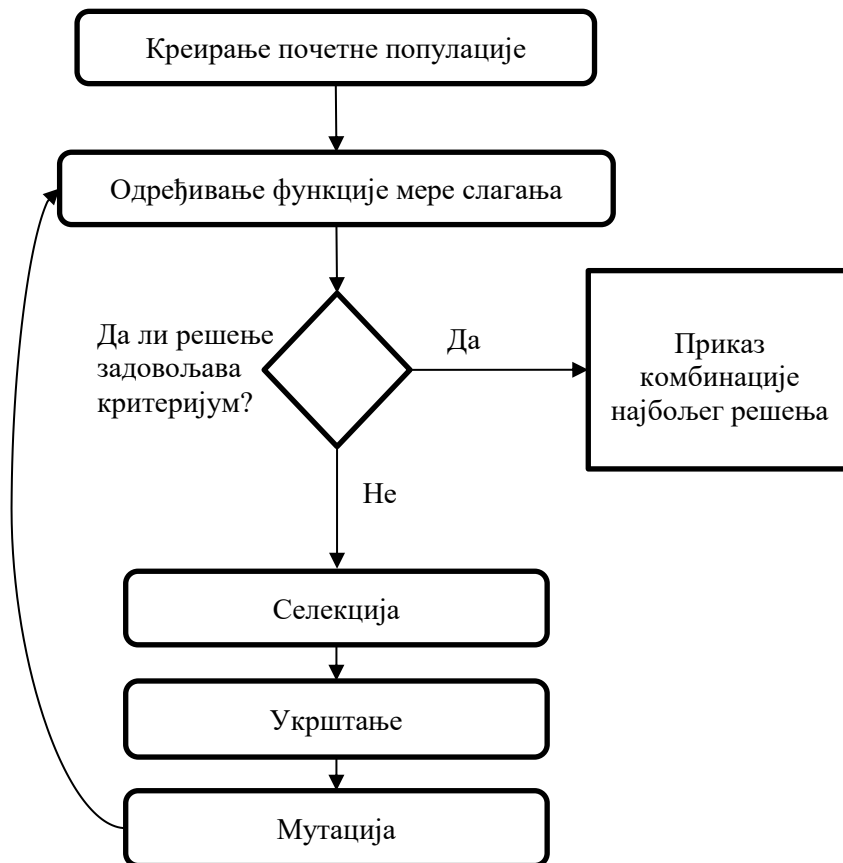 Креирање почетне популације
Одређивање функције мере слагања
Да ли решење
задовољава
критеријум?
Да
Приказ
комбинације
најбољег решења
Не
Селекција
Укрштање
Мутација